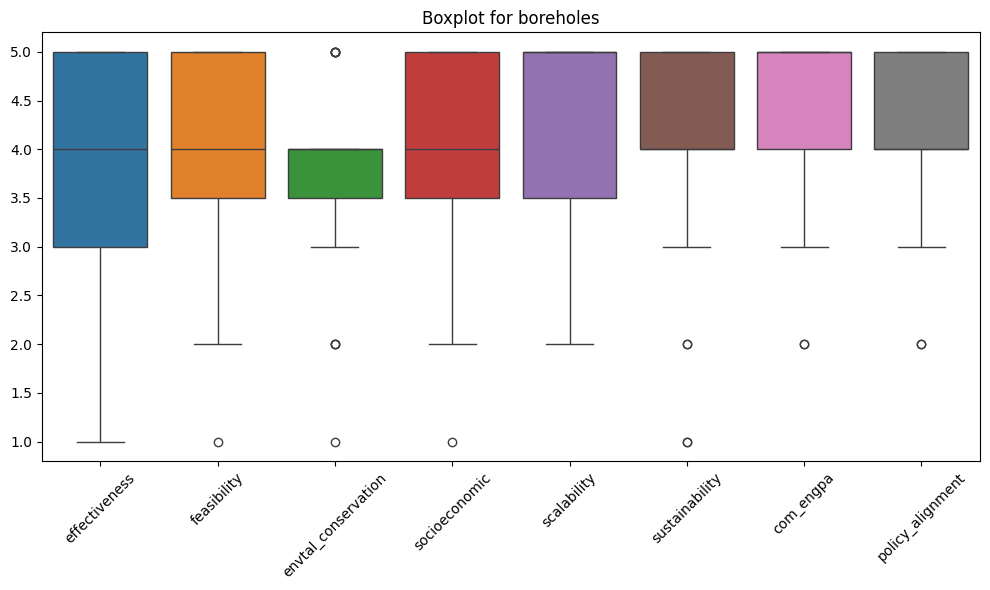 Boxplot for boreholes
5.0
4.5
4.0
3.5
3.0
2.5
2.0
1.5
1.0
effectiveness
feasibility
envtal_conservation
socioeconomic
scalability
sustainability
com_engpa
policy_alignment